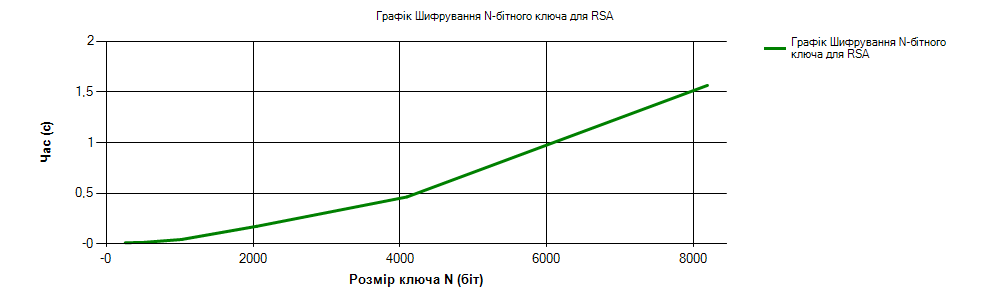 Графік Шифрування N-бітного ключа для RSA
2
1,5
1
0,5
-0
-0
2000
4000
6000
8000
Час (с)
Розмір ключа N (біт)
Графік Шифрування N-бітного
ключа для RSA